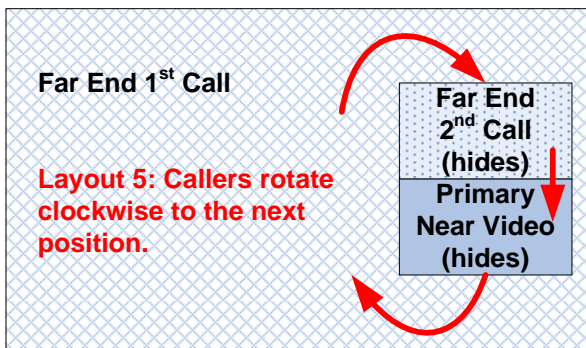 Far End 1st Call
Far End
2nd Call
(hides)
Layout 5: Callers rotate
clockwise to the next
position.
Primary
Near Video
(hides)